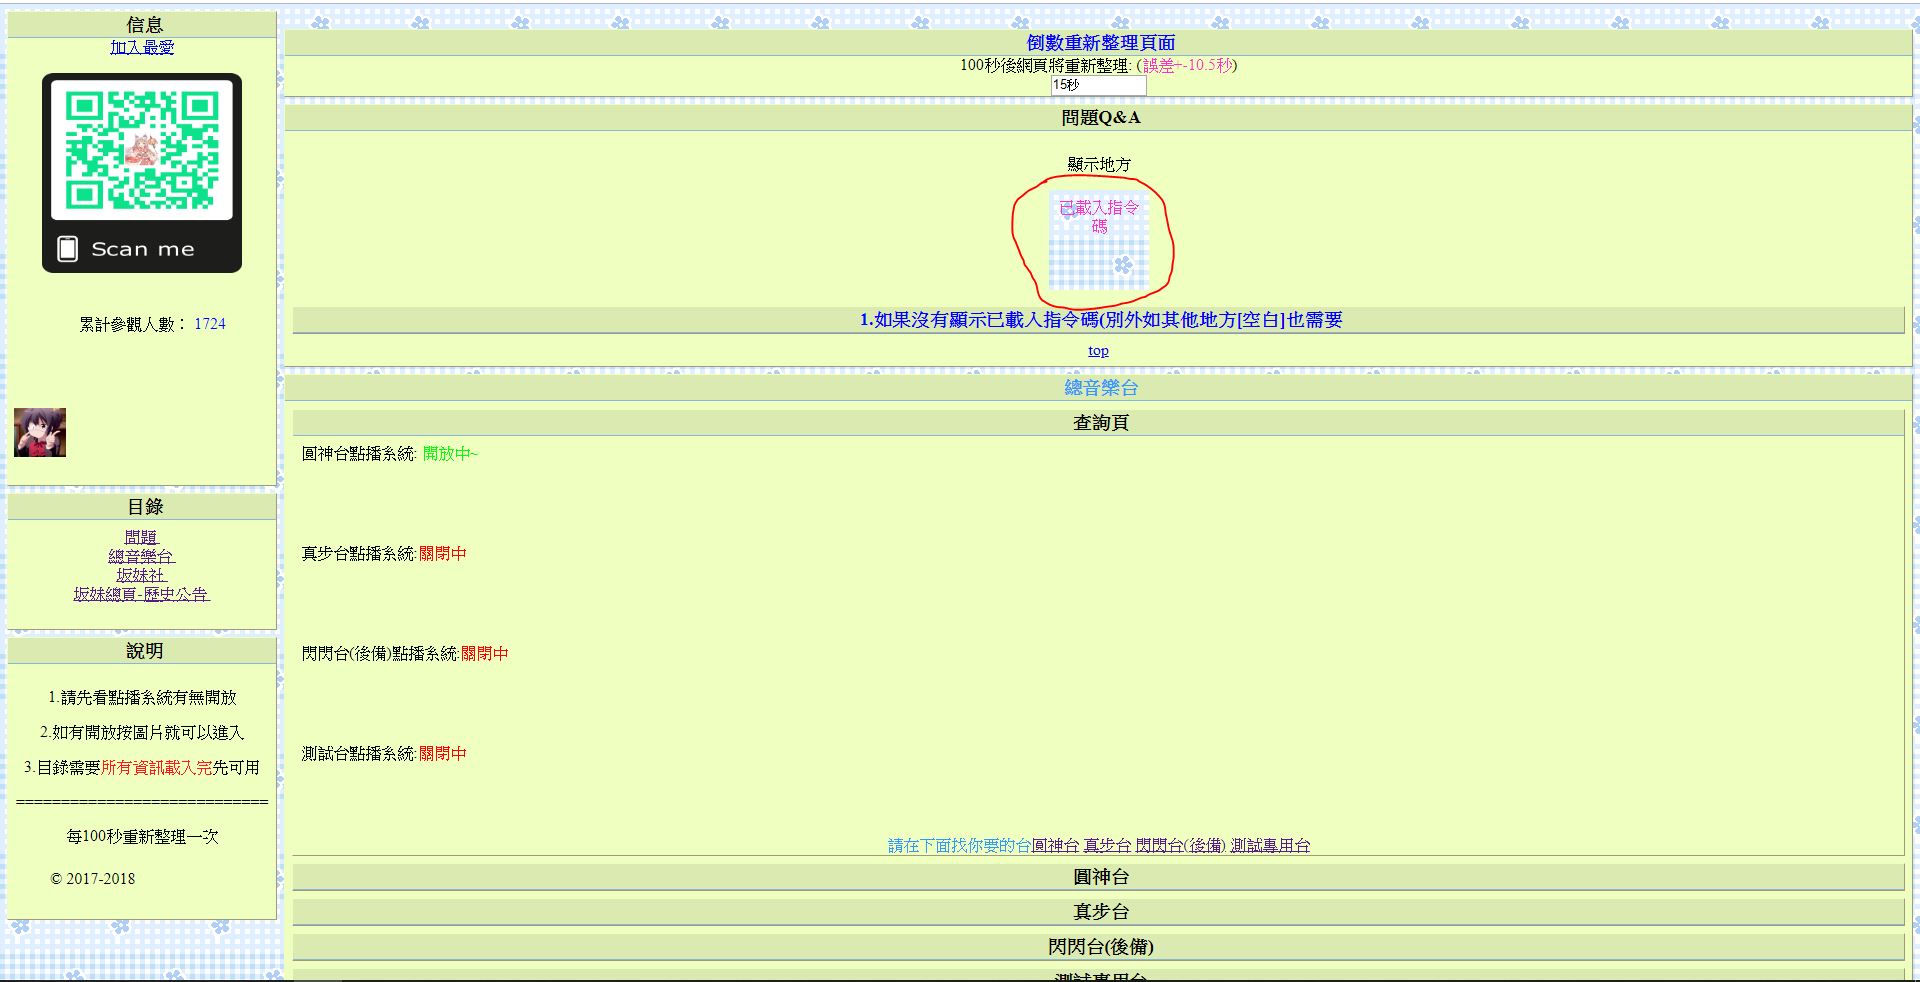 信息
加入最愛
Scan me
累計參觀人數： 1724
目錄
問題
總音樂台
坂妹社
坂妹總頁-歷史公告
說明
1.請先看點播系統有無開放
2.如有開放按圖片就可以進入
3.目錄需要所有資訊載入完先可用
============================
每100秒重新整理一次
© 2017-2018
倒數重新整理頁面
100秒後網頁將重新整理: (誤差+-10.5秒)
15秒
問題Q&A
顯示地方
已載入指令
碼
1.如果沒有顯示已載入指令碼(別外如其他地方[空白]也需要
top
總音樂台
查詢頁
圓神台點播系統: 開放中~
真步台點播系統:關閉中
閃閃台(後備)點播系統:關閉中
測試台點播系統:關閉中
請在下面找你要的台圓神台 真步台 閃閃台(後備) 測試專用台
圓神台
真步台
閃閃台(後備)
測試專用台